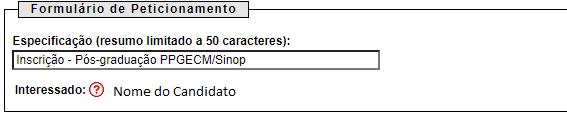 Formulário de Peticionamento
Especificação (resumo limitado a 50 caracteres):
Inscrição - Pós-graduação PPGECM/Sinop
Interessado: ? Nome do Candidato